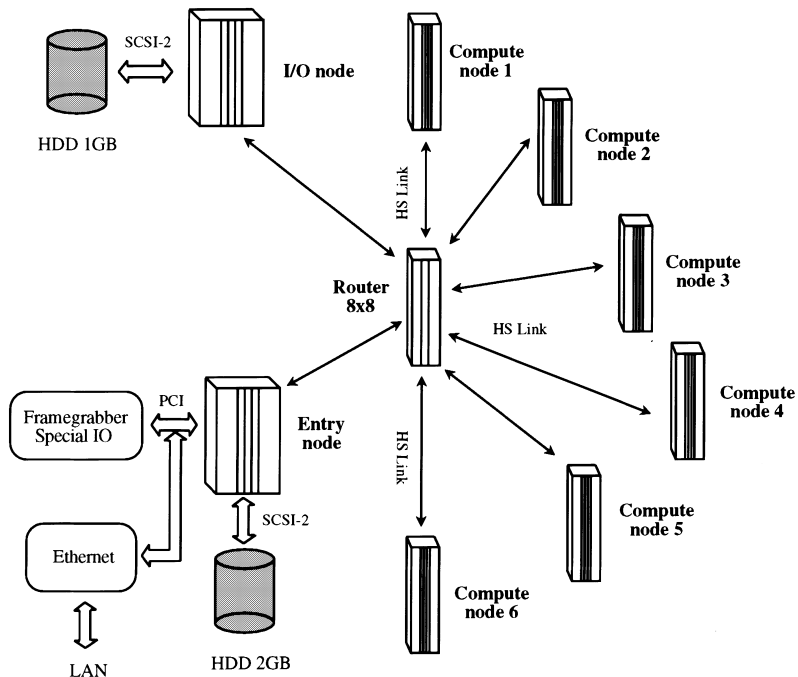 SCSI-2
HDD 1GB
I/O node
Compute
node 1
Compute
node 2
HS Link
Router
8x8
Compute
node 3
HS Link
Compute
node 4
PCI
Framegrabber
Special IO
Entry
node
HS Link
SCSI-2
Compute
node 5
Ethernet
Compute
node 6
LAN
HDD 2GB